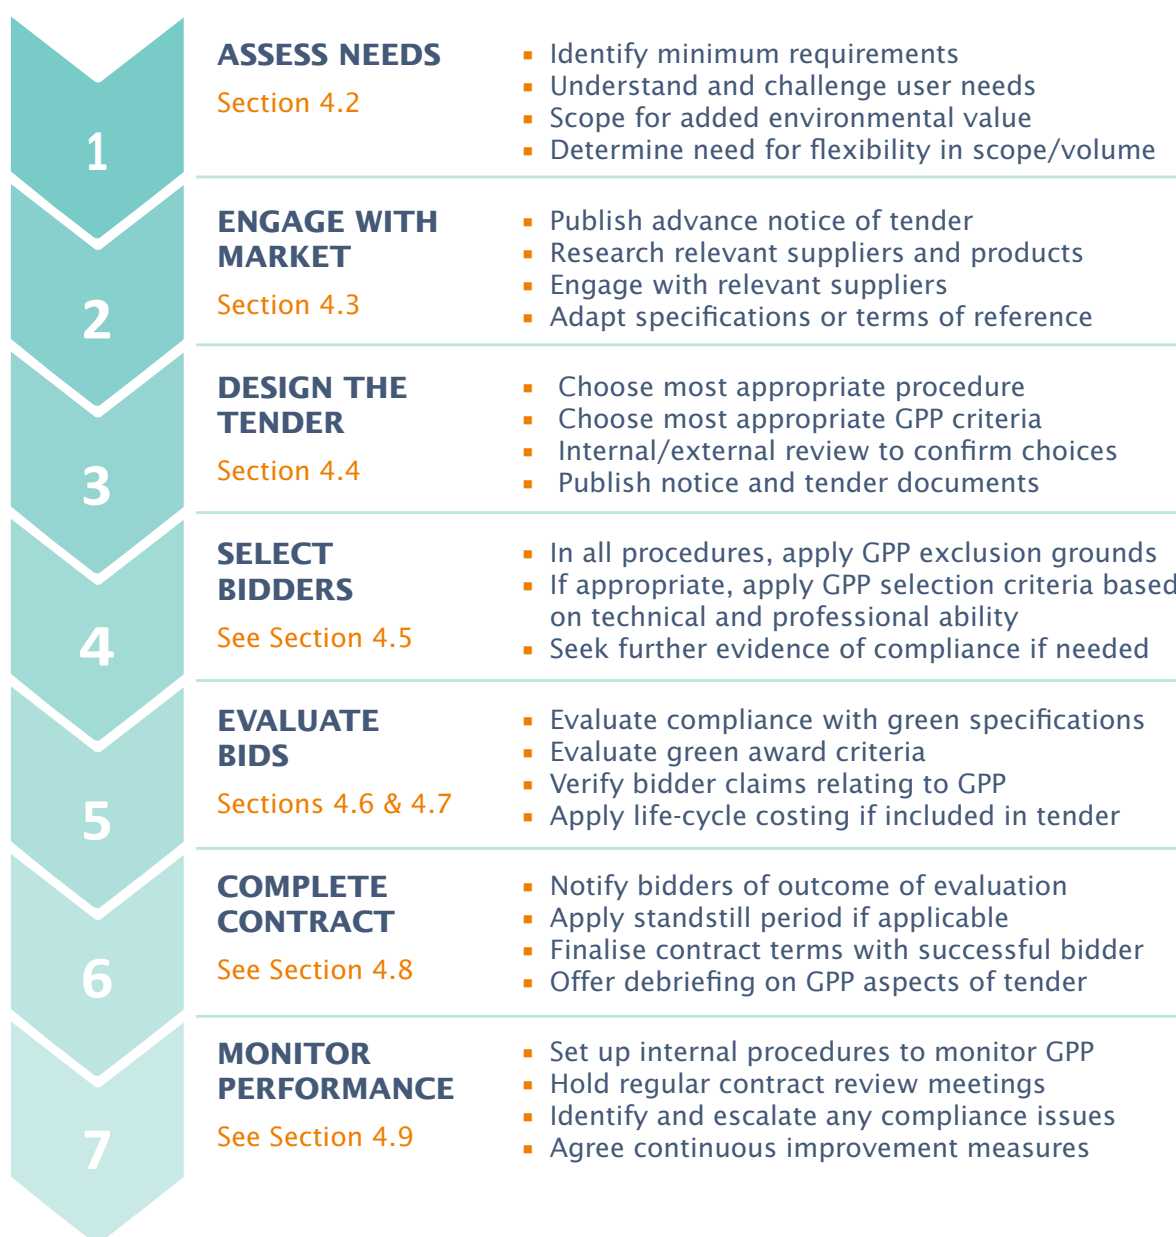 1
ASSESS NEEDS
Section 4.2
▪ Identify minimum requirements
▪ Understand and challenge user needs
▪ Scope for added environmental value
▪ Determine need for flexibility in scope/volume
2
ENGAGE WITH
MARKET
Section 4.3
▪ Publish advance notice of tender
▪ Research relevant suppliers and products
▪ Engage with relevant suppliers
▪ Adapt specifications or terms of reference
3
DESIGN THE
TENDER
Section 4.4
▪ Choose most appropriate procedure
▪ Choose most appropriate GPP criteria
▪ Internal/external review to confirm choices
▪ Publish notice and tender documents
4
SELECT
BIDDERS
See Section 4.5
▪ In all procedures, apply GPP exclusion grounds
▪ If appropriate, apply GPP selection criteria based
on technical and professional ability
▪ Seek further evidence of compliance if needed
5
EVALUATE
BIDS
Sections 4.6 & 4.7
▪ Evaluate compliance with green specifications
▪ Evaluate green award criteria
▪ Verify bidder claims relating to GPP
▪ Apply life-cycle costing if included in tender
6
COMPLETE
CONTRACT
See Section 4.8
▪ Notify bidders of outcome of evaluation
▪ Apply standstill period if applicable
▪ Finalise contract terms with successful bidder
▪ Offer debriefing on GPP aspects of tender
7
MONITOR
PERFORMANCE
See Section 4.9
▪ Set up internal procedures to monitor GPP
▪ Hold regular contract review meetings
▪ Identify and escalate any compliance issues
▪ Agree continuous improvement measures